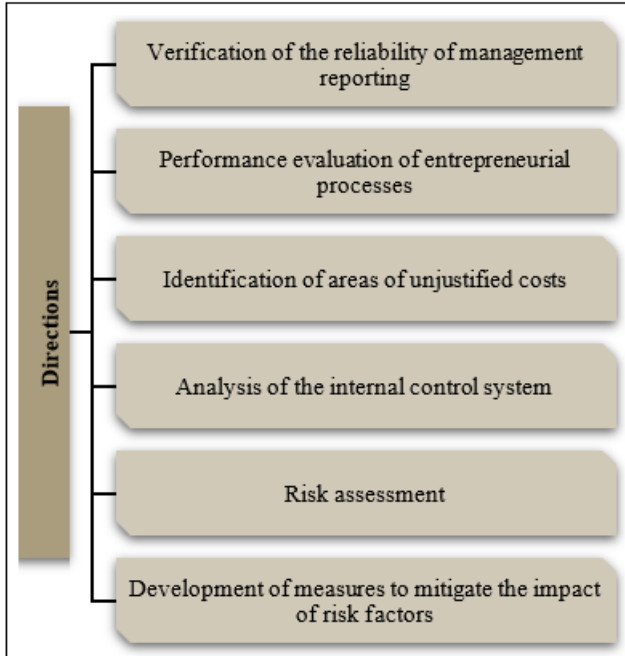 Directions
Verification of the reliability of management
reporting
Performance evaluation of entrepreneurial
processes
Identification of areas of unjustified costs
Analysis of the internal control system
Risk assessment
Development of measures to mitigate the impact
of risk factors